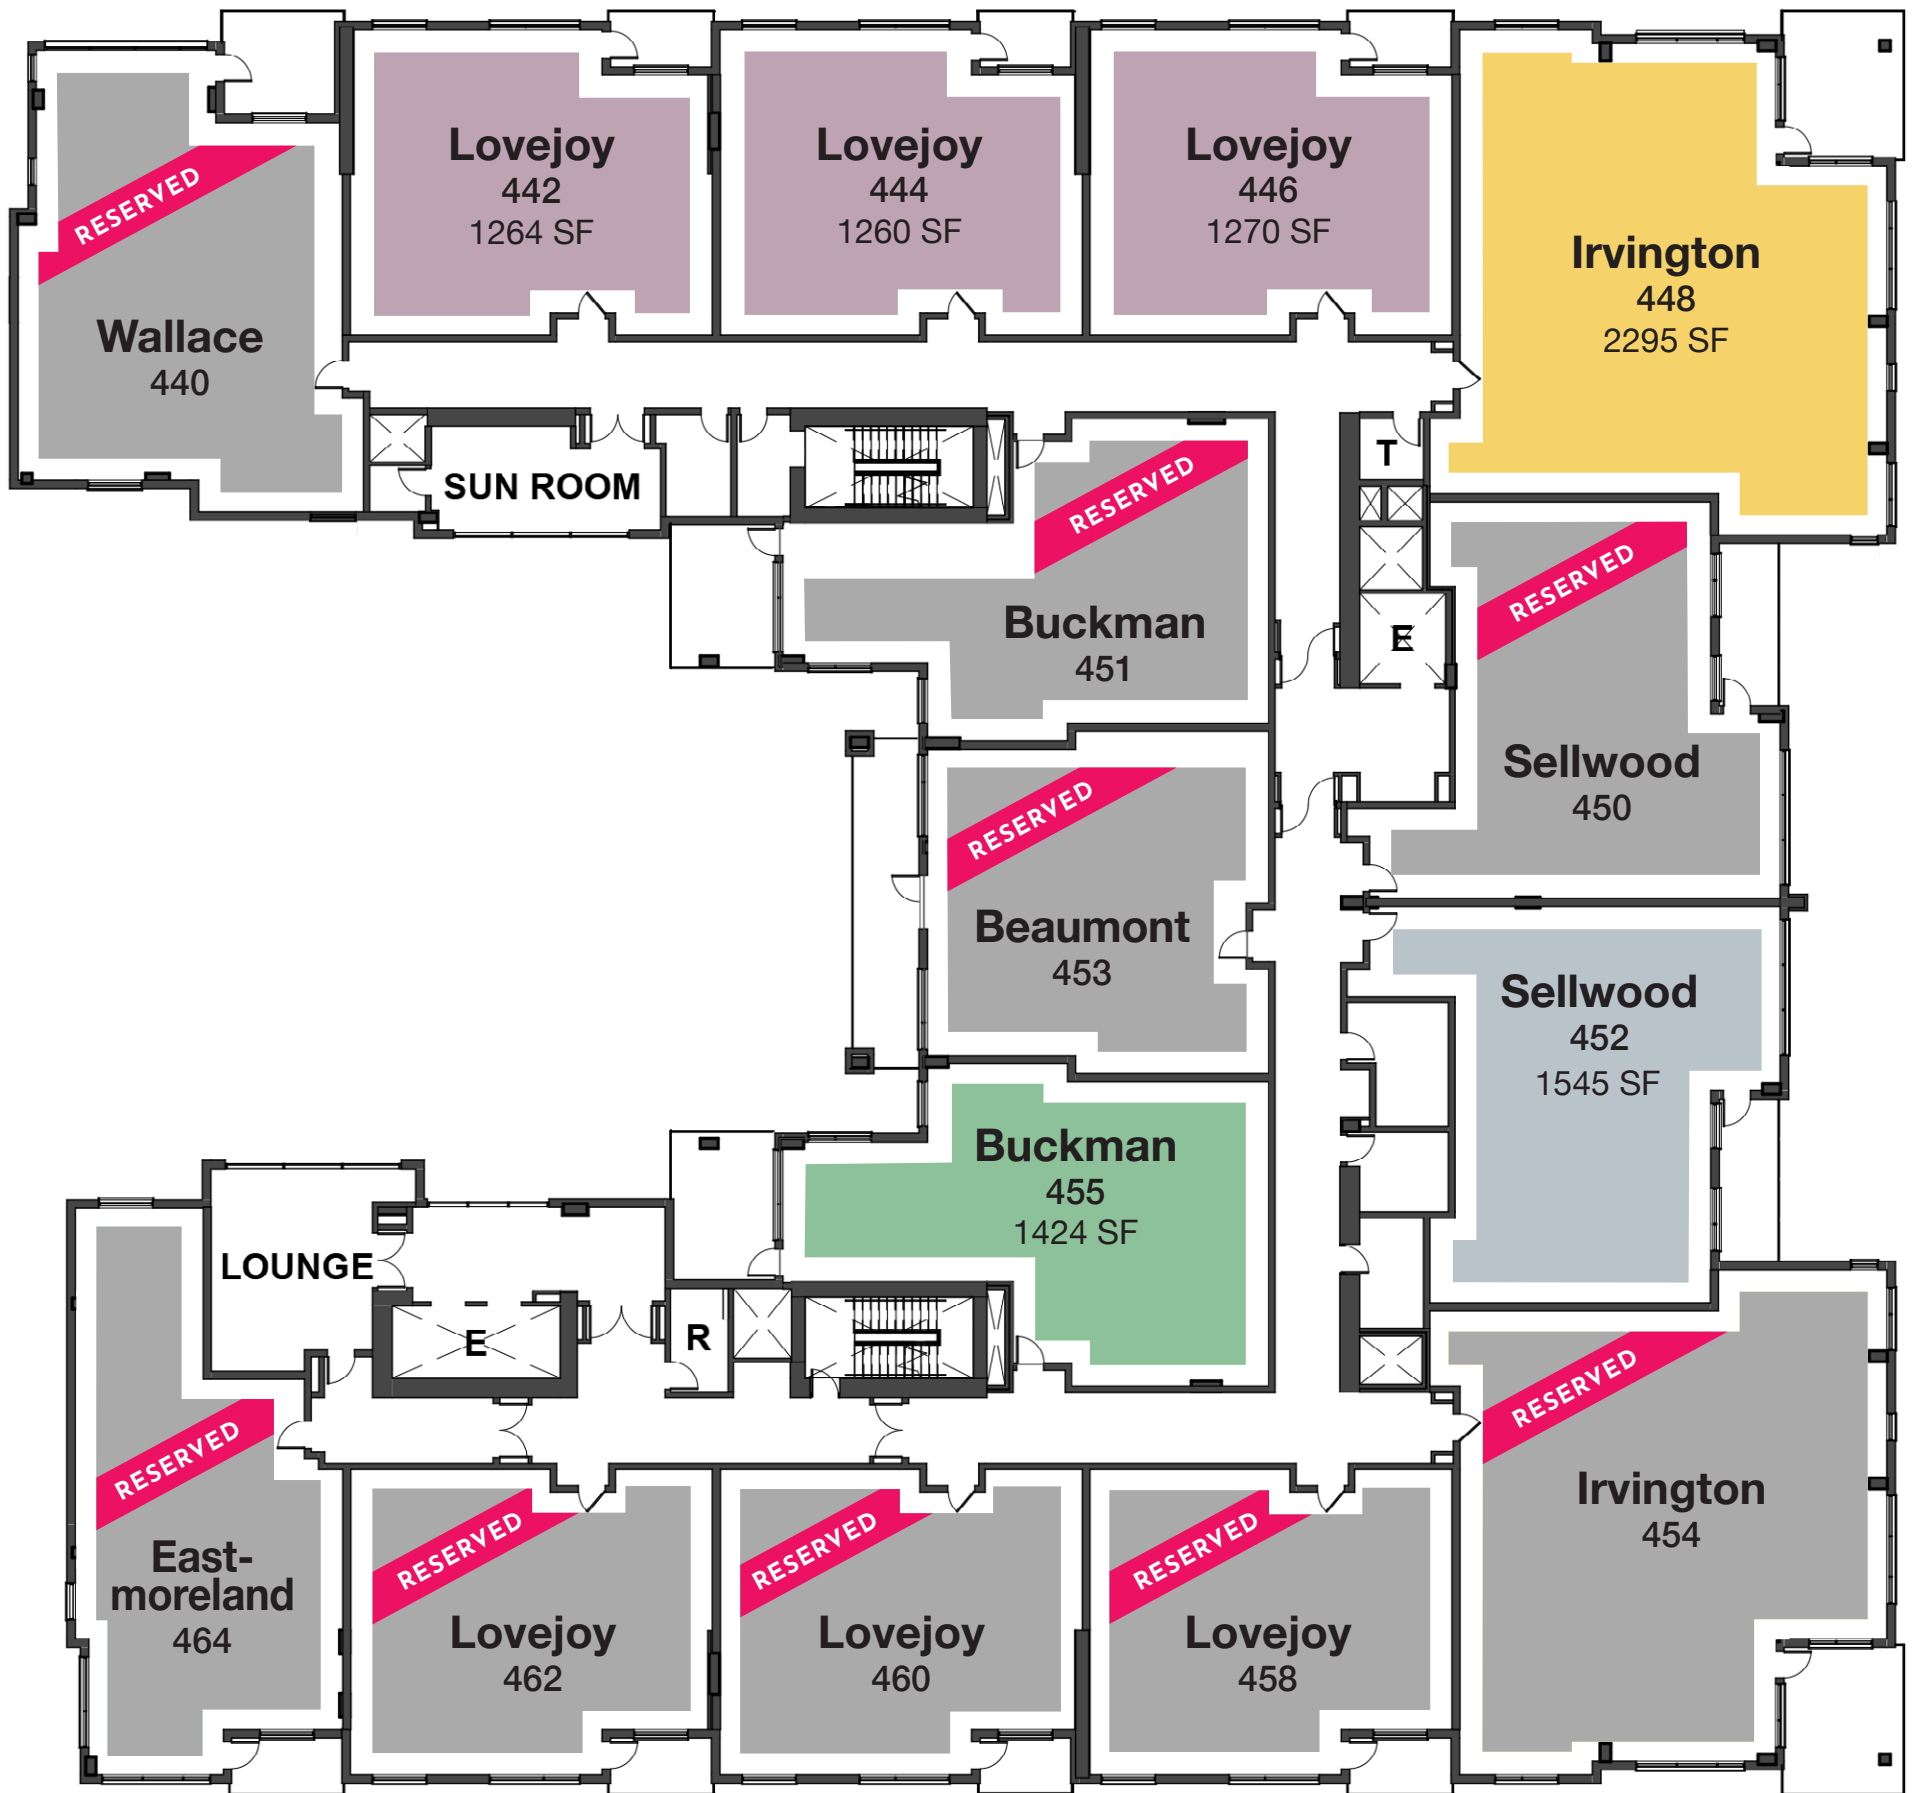 RESERVED
Wallace
440
Lovejoy
442
1264 SF
Lovejoy
444
1260 SF
Lovejoy
446
1270 SF
Irvington
448
2295 SF
SUN ROOM
T
RESERVED
Buckman
451
E
RESERVED
Sellwood
450
RESERVED
Beaumont
453
Sellwood
452
1545 SF
Buckman
455
1424 SF
LOUNGE
E
R
RESERVED
East-
moreland
464
RESERVED
Lovejoy
462
RESERVED
Lovejoy
460
RESERVED
Lovejoy
458
RESERVED
Irvington
454